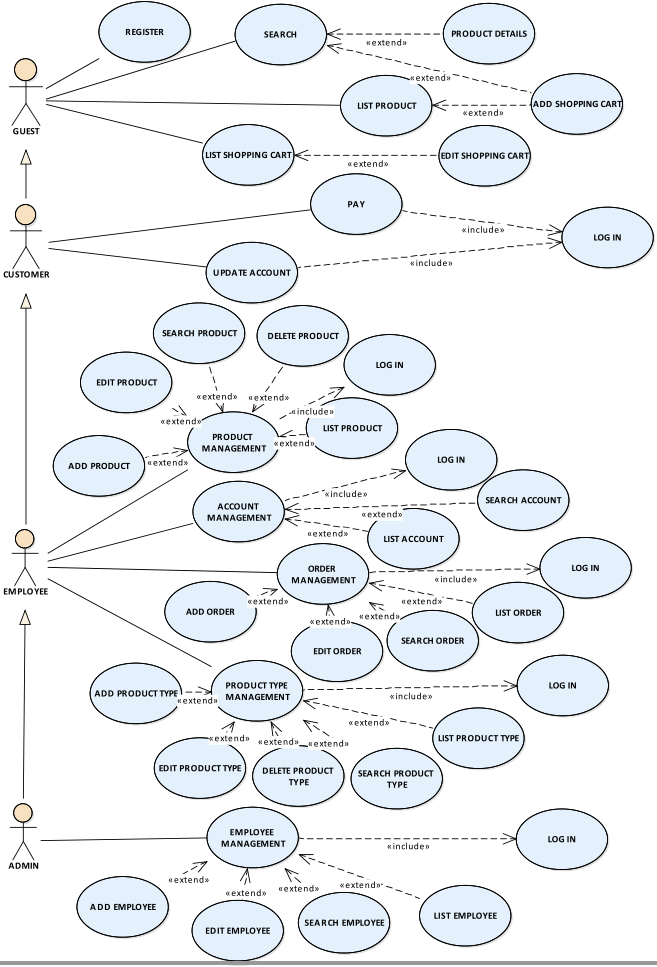 REGISTER
SEARCH
PRODUCT DETAILS
«extend»
«extend»
ADD SHOPPING CART
LIST PRODUCT
«extend»
GUEST
LIST SHOPPING CART
EDIT SHOPPING CART
«extend»
PAY
«include»
LOG IN
CUSTOMER
UPDATE ACCOUNT
«include»
SEARCH PRODUCT
DELETE PRODUCT
LOG IN
EDIT PRODUCT
«extend»
«extend»
«include»
«extend»
LIST PRODUCT
PRODUCT
MANAGEMENT
«extend»
ADD PRODUCT
«extend»
LOG IN
«include»
SEARCH ACCOUNT
ACCOUNT
MANAGEMENT
«extend»
«extend»
LIST ACCOUNT
EMPLOYEE
ORDER
MANAGEMENT
«include»
LOG IN
ADD ORDER
«extend»
«extend»
LIST ORDER
«extend»
«extend»
SEARCH ORDER
EDIT ORDER
ADD PRODUCT TYPE
«extend»
PRODUCT TYPE
MANAGEMENT
«include»
LOG IN
«extend»
LIST PRODUCT TYPE
«extend»
«extend»
«extend»
EDIT PRODUCT TYPE
DELETE PRODUCT
TYPE
SEARCH PRODUCT
TYPE
EMPLOYEE
MANAGEMENT
«include»
LOG IN
ADMIN
«extend»
«extend»
«extend»
«extend»
ADD EMPLOYEE
EDIT EMPLOYEE
SEARCH EMPLOYEE
LIST EMPLOYEE